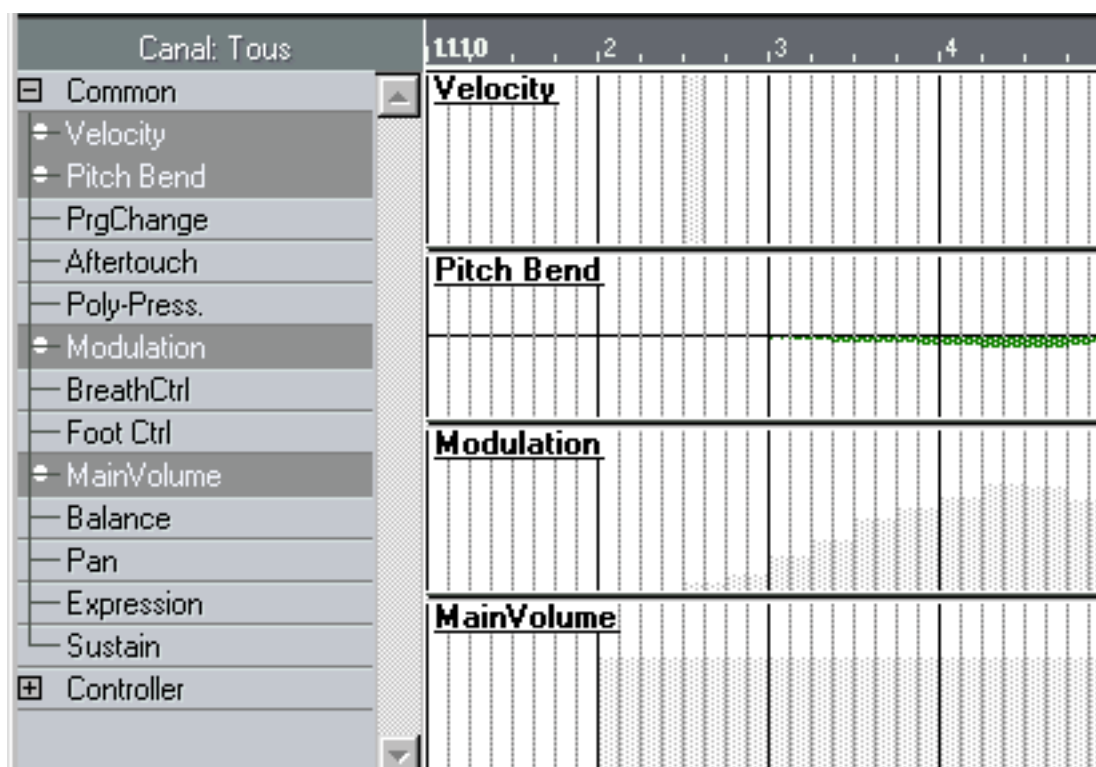 Canal: Tous
1.1.1,0 2 3 4
Common
Velocity
Pitch Bend
PrgChange
Aftertouch
Poly-Press.
Modulation
BreathCtrl
Foot Ctrl
MainVolume
Balance
Pan
Expression
Sustain
Controller
Velocity
Pitch Bend
Modulation
MainVolume